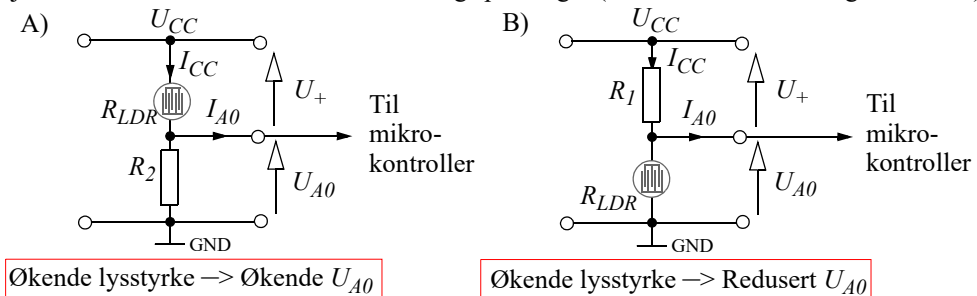 A)
U_CC
I_CC
R_LDR
I_A0
U_+
Til
mikro-
kontroller
R_2
U_A0
GND
Økende lysstyrke —> Økende U_A0
B)
U_CC
I_CC
R_1
U_+
I_A0
Til
mikro-
kontroller
R_LDR
U_A0
GND
Økende lysstyrke —> Redusert U_A0